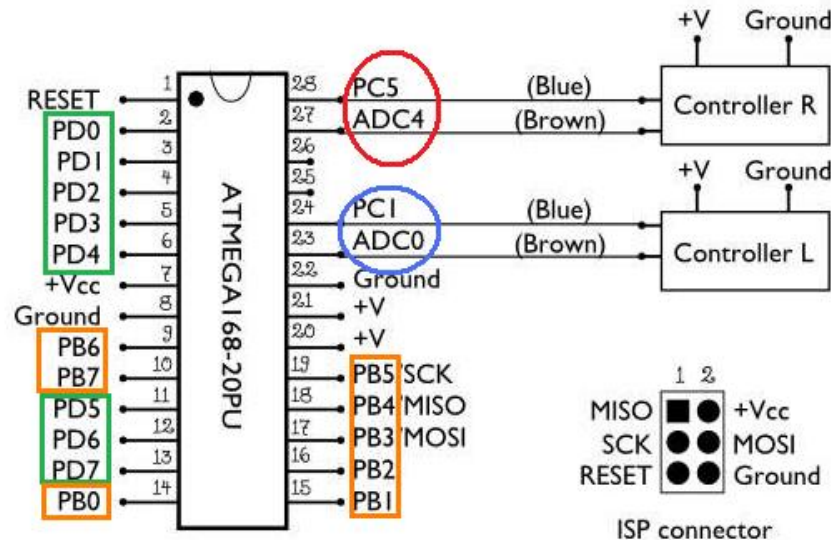 +V Ground
Controller R
PC5 (Blue)
ADC4 (Brown)
+V Ground
Controller L
PC1 (Blue)
ADC0 (Brown)
RESET 1
PD0 2
PD1 3
PD2 4
PD3 5
PD4 6
+Vcc 7
Ground 8
PB6 9
PB7 10
PD5 11
PD6 12
PD7 13
PB0 14
ATMEGA168-20PU
28
27
26
25
24
23
22 Ground
21 +V
20 +V
19 PB5/SCK
18 PB4/MISO
17 PB3/MOSI
16 PB2
15 PB1
1 2
MISO +Vcc
SCK MOSI
RESET Ground
ISP connector